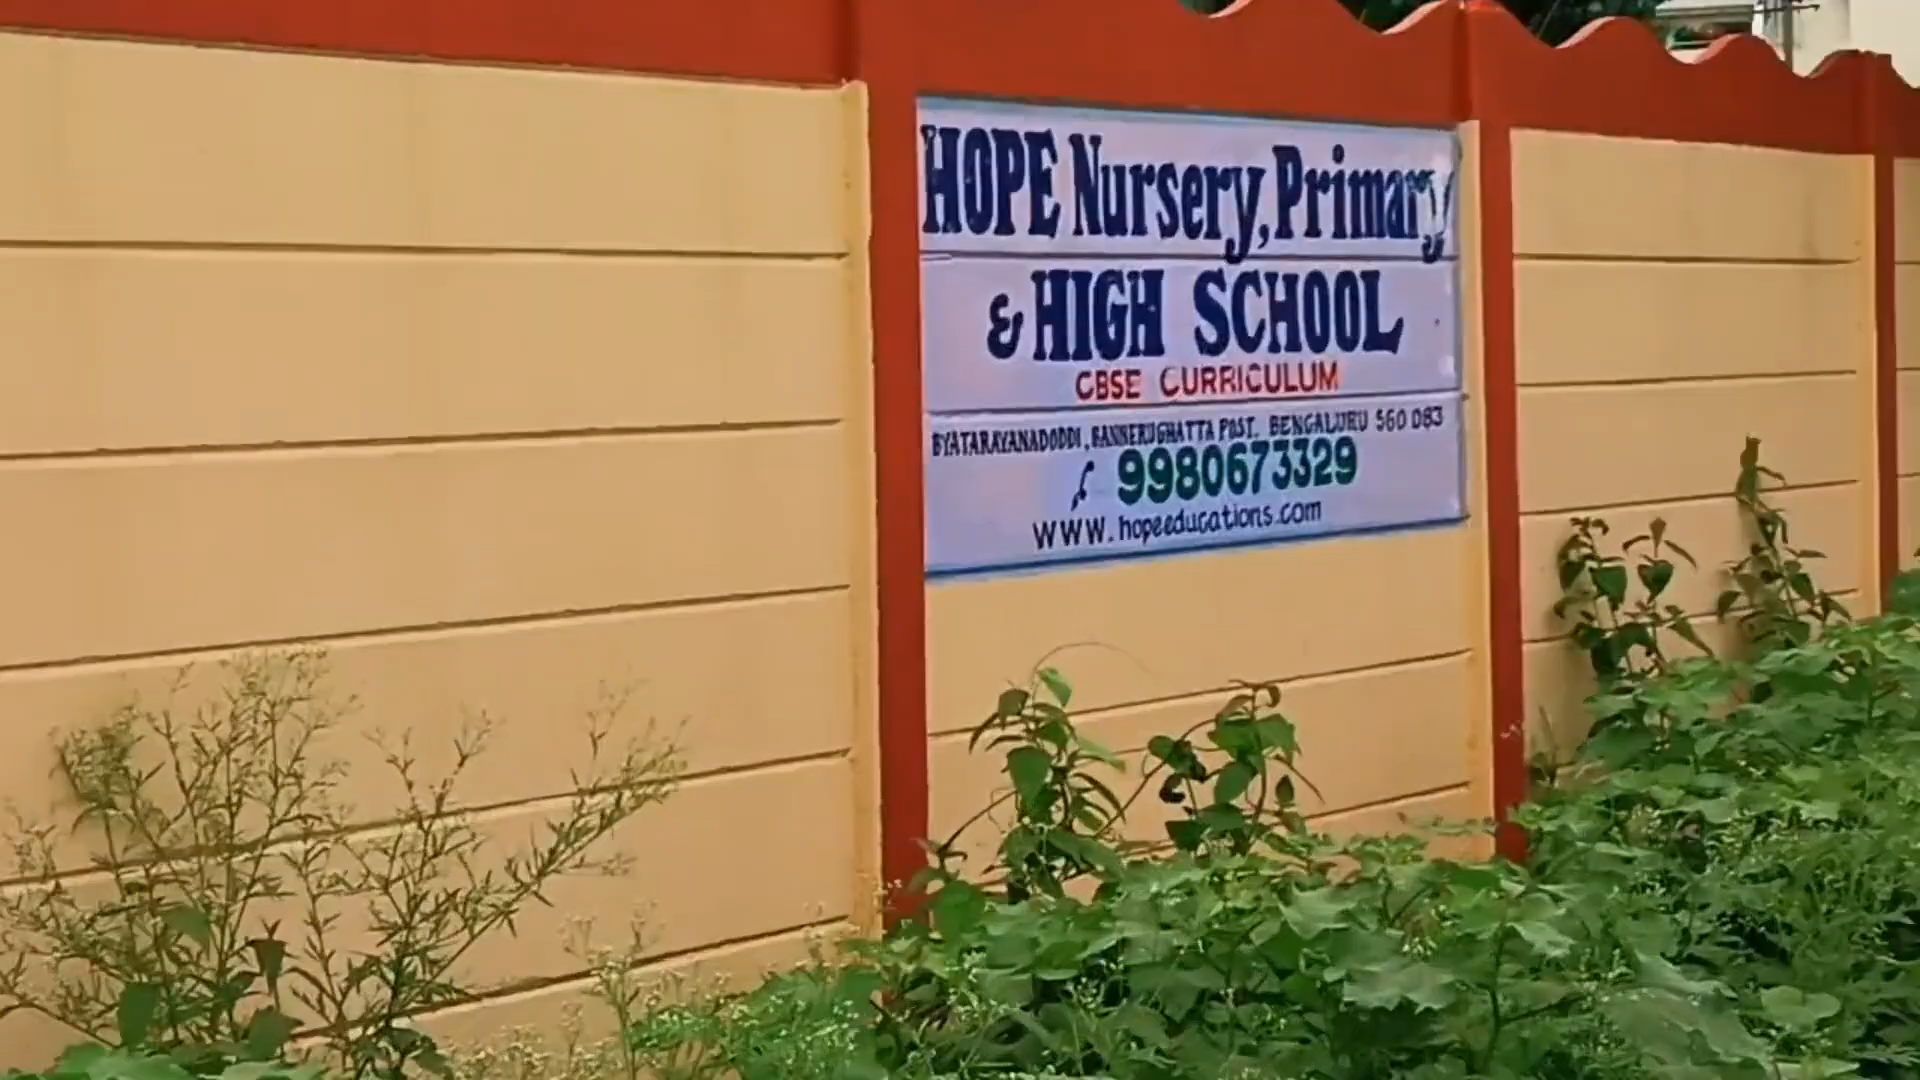 HOPE Nursery, Primary
& HIGH SCHOOL
CBSE CURRICULUM
BYATARAYANADODDI, BANNERUGHATTA POST, BENGALURU 560 083
9980673329
WWW.hopeeducations.com